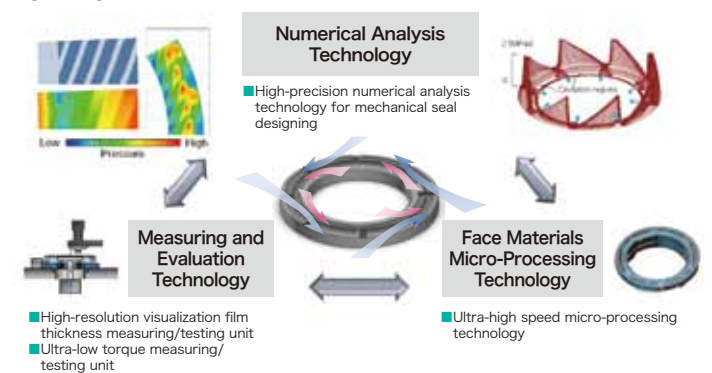 Numerical Analysis
Technology
■High-precision numerical analysis
technology for mechanical seal
designing
Low
High
Pressure
Measuring and
Evaluation
Technology
■High-resolution visualization film
thickness measuring/testing unit
■Ultra-low torque measuring/
testing unit
Face Materials
Micro-Processing
Technology
■Ultra-high speed micro-processing
technology